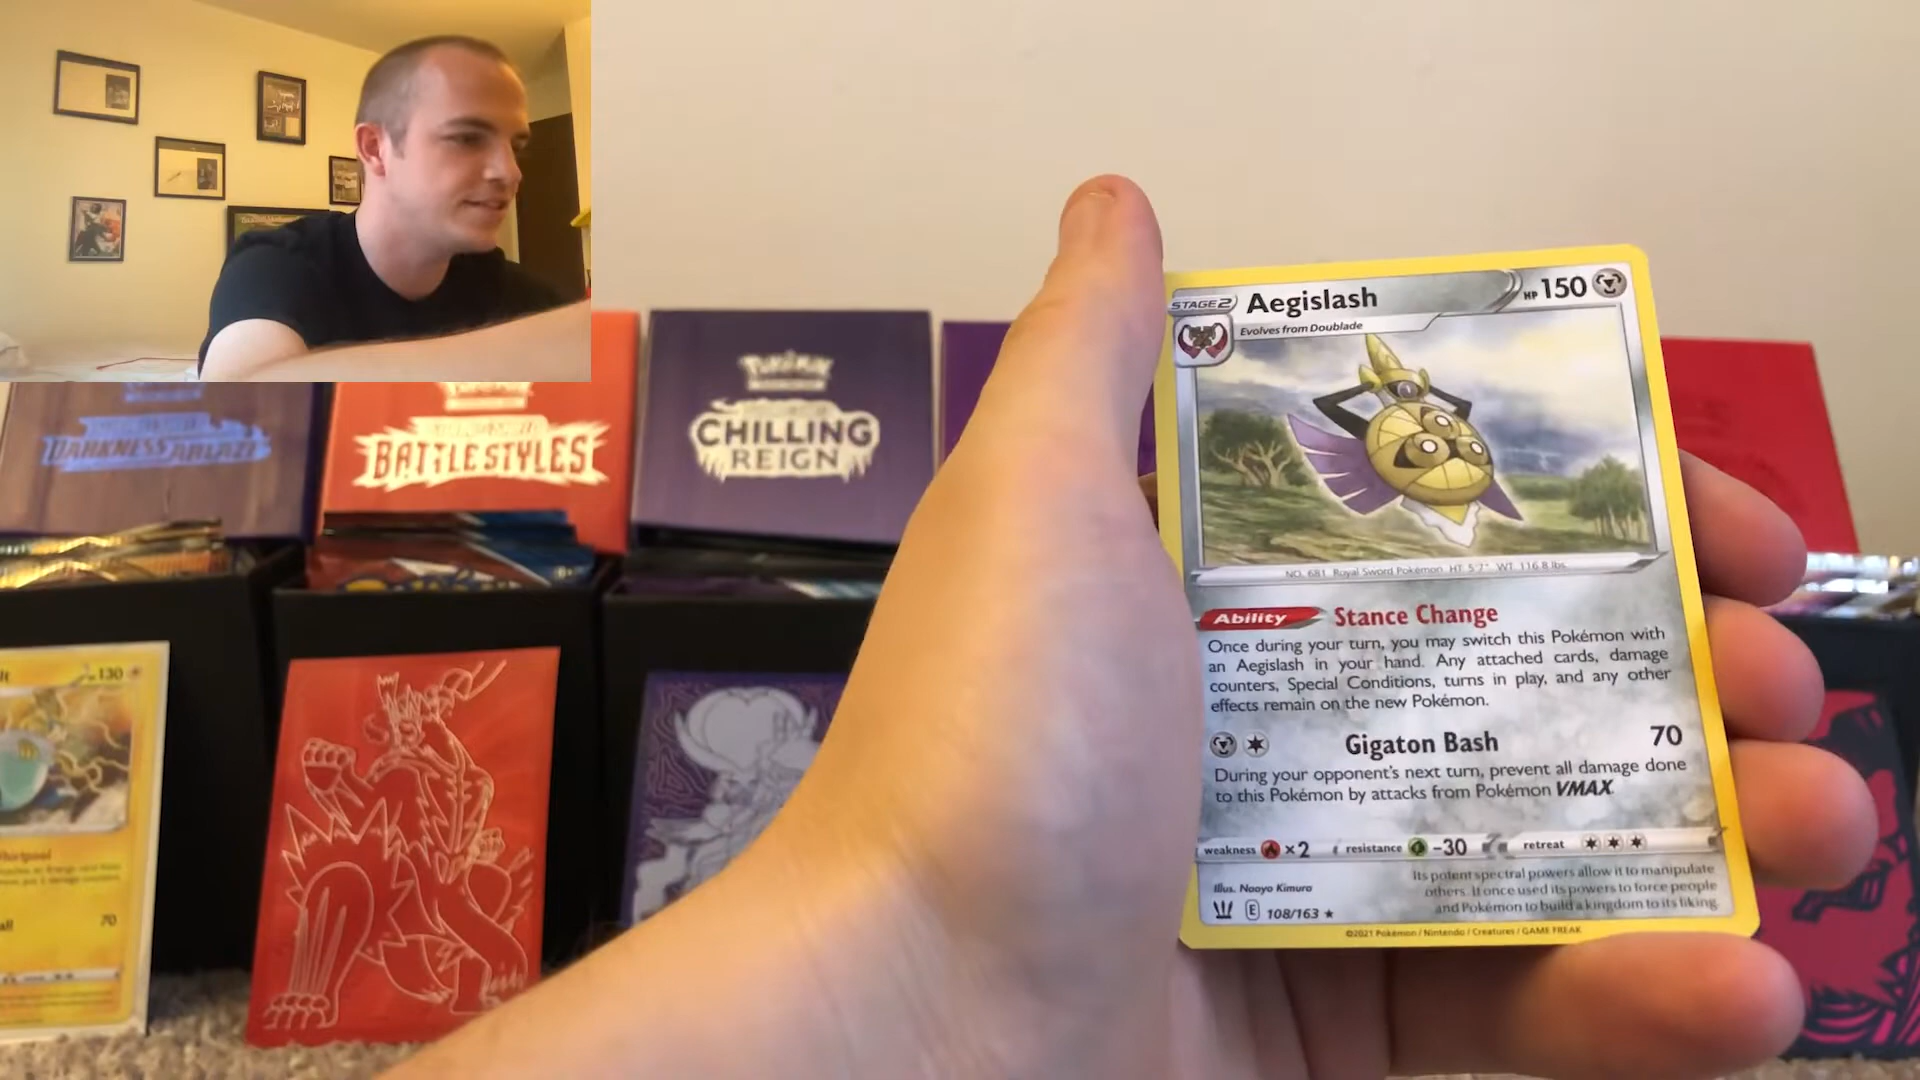 DARKNESS ABLAZE
BATTLE STYLES
Pokémon
CHILLING
REIGN
STAGE 2
Aegislash
HP 150
Evolves from Doublade
NO. 681 Royal Sword Pokémon HT: 5'7" WT: 116.8 lbs.
Ability Stance Change
Once during your turn, you may switch this Pokémon with
an Aegislash in your hand. Any attached cards, damage
counters, Special Conditions, turns in play, and any other
effects remain on the new Pokémon.
Gigaton Bash 70
During your opponent's next turn, prevent all damage done
to this Pokémon by attacks from Pokémon VMAX.
weakness ×2 resistance -30 retreat
Illus. Naoyo Kimura
E 108/163 ★
Its potent spectral powers allow it to manipulate
others. It once used its powers to force people
and Pokémon to build a kingdom to its liking.
©2021 Pokémon / Nintendo / Creatures / GAME FREAK
130
Whirlpool
70